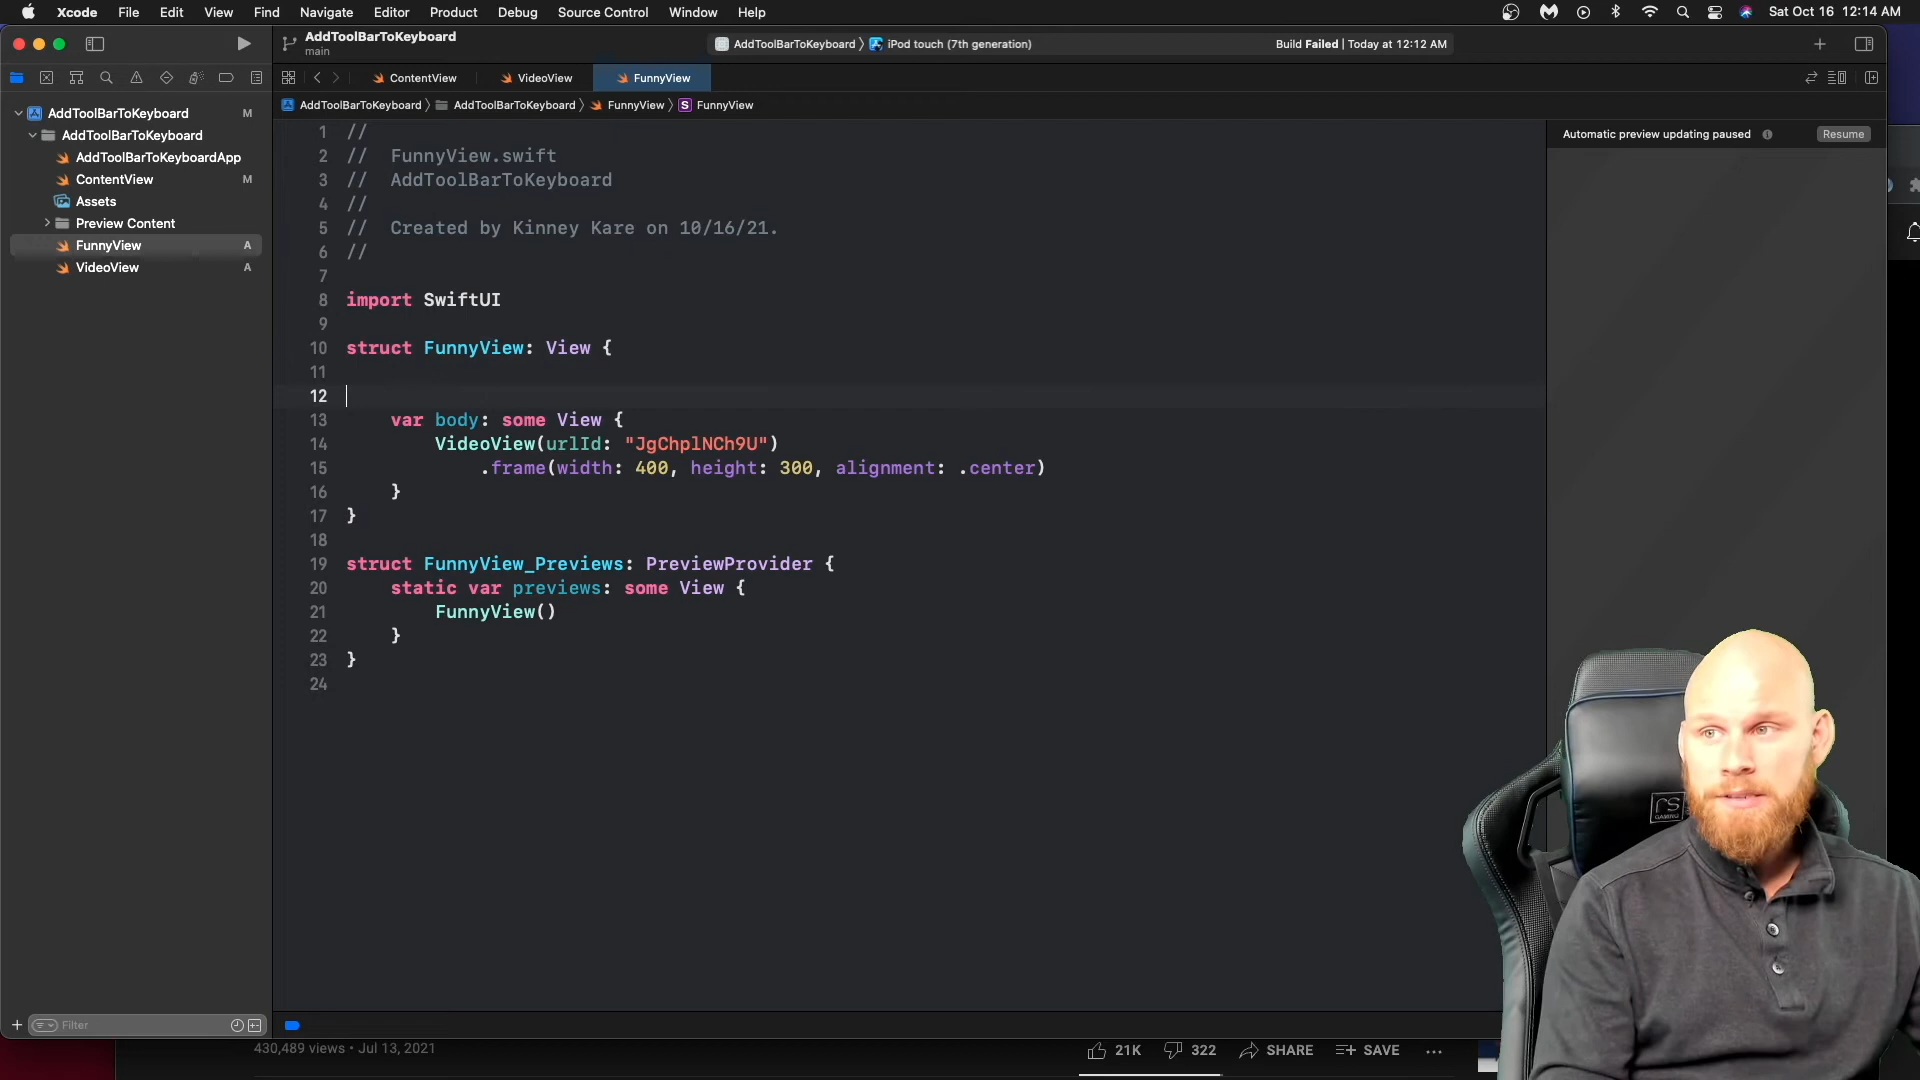 Xcode File Edit View Find Navigate Editor Product Debug Source Control Window Help
Sat Oct 16 12:14 AM
AddToolBarToKeyboard
main
AddToolBarToKeyboard iPod touch (7th generation)
Build Failed | Today at 12:12 AM
ContentView VideoView FunnyView
AddToolBarToKeyboard AddToolBarToKeyboard FunnyView S FunnyView
AddToolBarToKeyboard M
AddToolBarToKeyboard
AddToolBarToKeyboardApp
ContentView M
Assets
Preview Content
FunnyView A
VideoView A
Filter
1 //
2 //  FunnyView.swift
3 //  AddToolBarToKeyboard
4 //
5 //  Created by Kinney Kare on 10/16/21.
6 //
7
8 import SwiftUI
9
10 struct FunnyView: View {
11
12
13     var body: some View {
14         VideoView(urlId: "JgChplNCh9U")
15             .frame(width: 400, height: 300, alignment: .center)
16     }
17 }
18
19 struct FunnyView_Previews: PreviewProvider {
20     static var previews: some View {
21         FunnyView()
22     }
23 }
24
Automatic preview updating paused
Resume
rs
GAMING
430,489 views • Jul 13, 2021
21K 322 SHARE SAVE